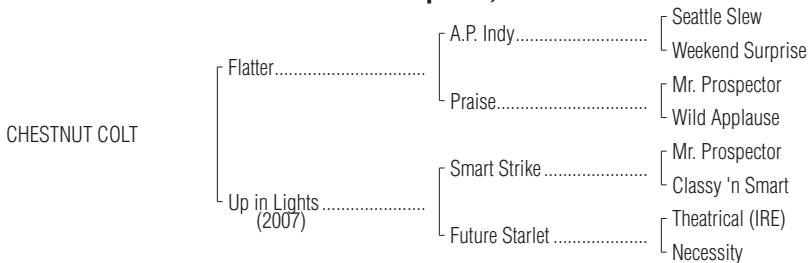 Seattle Slew
A.P. Indy
Weekend Surprise
Flatter
Mr. Prospector
Praise
Wild Applause
CHESTNUT COLT
Mr. Prospector
Smart Strike
Classy 'n Smart
Up in Lights
(2007)
Theatrical (IRE)
Future Starlet
Necessity